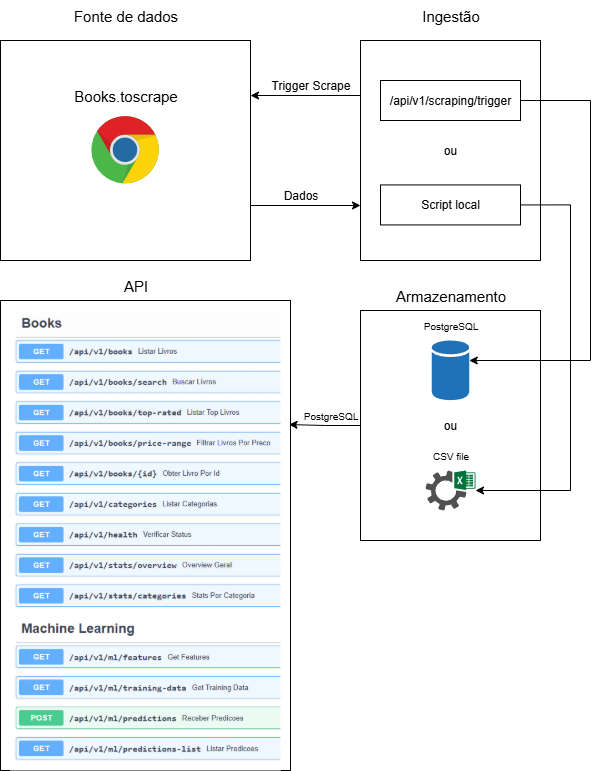 Fonte de dados
Ingestão
Books.toscrape
Trigger Scrape
/api/v1/scraping/trigger
ou
Dados
Script local
API
Armazenamento
Books
GET /api/v1/books Listar Livros
GET /api/v1/books/search Buscar Livros
GET /api/v1/books/top-rated Listar Top Livros
GET /api/v1/books/price-range Filtrar Livros Por Preco
GET /api/v1/books/{id} Obter Livro Por Id
GET /api/v1/categories Listar Categorias
GET /api/v1/health Verificar Status
GET /api/v1/stats/overview Overview Geral
GET /api/v1/stats/categories Stats Por Categoria
Machine Learning
GET /api/v1/ml/features Get Features
GET /api/v1/ml/training-data Get Training Data
POST /api/v1/ml/predictions Receber Predicoes
GET /api/v1/ml/predictions-list Listar Predicoes
PostgreSQL
PostgreSQL
ou
CSV file
X